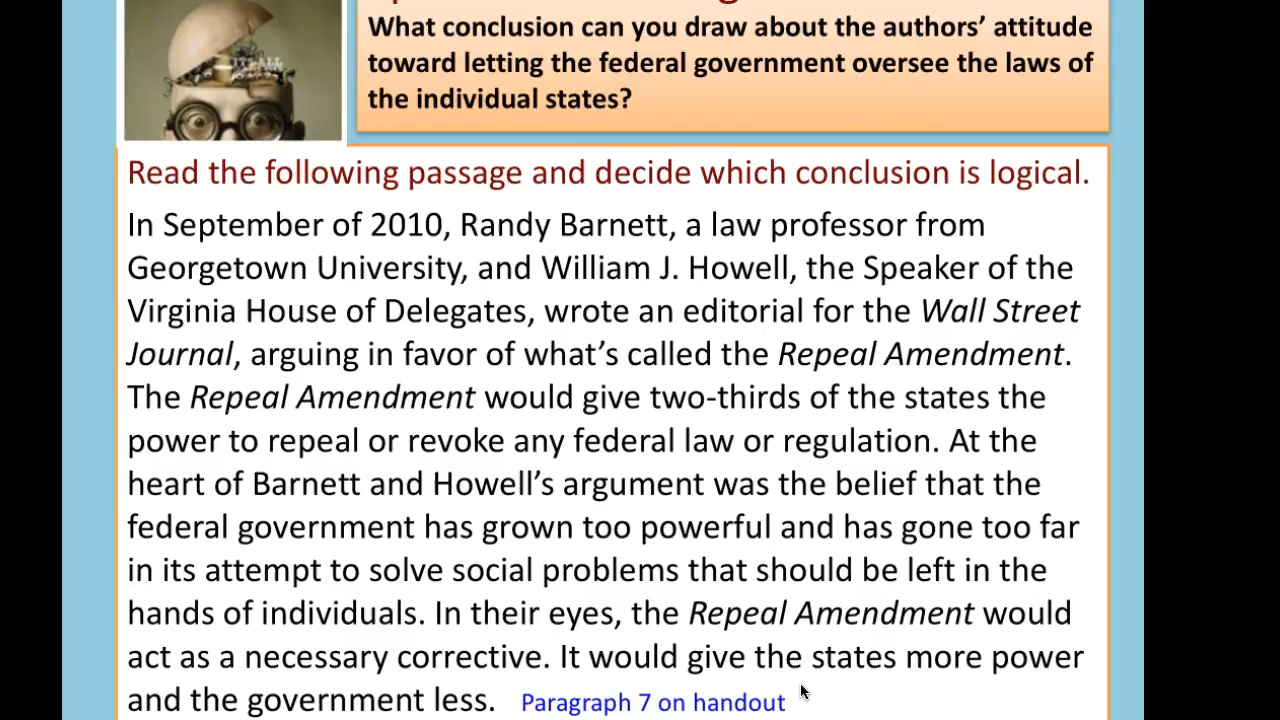 What conclusion can you draw about the authors’ attitude
toward letting the federal government oversee the laws of
the individual states?
Read the following passage and decide which conclusion is logical.
In September of 2010, Randy Barnett, a law professor from
Georgetown University, and William J. Howell, the Speaker of the
Virginia House of Delegates, wrote an editorial for the Wall Street
Journal, arguing in favor of what’s called the Repeal Amendment.
The Repeal Amendment would give two-thirds of the states the
power to repeal or revoke any federal law or regulation. At the
heart of Barnett and Howell’s argument was the belief that the
federal government has grown too powerful and has gone too far
in its attempt to solve social problems that should be left in the
hands of individuals. In their eyes, the Repeal Amendment would
act as a necessary corrective. It would give the states more power
and the government less. Paragraph 7 on handout